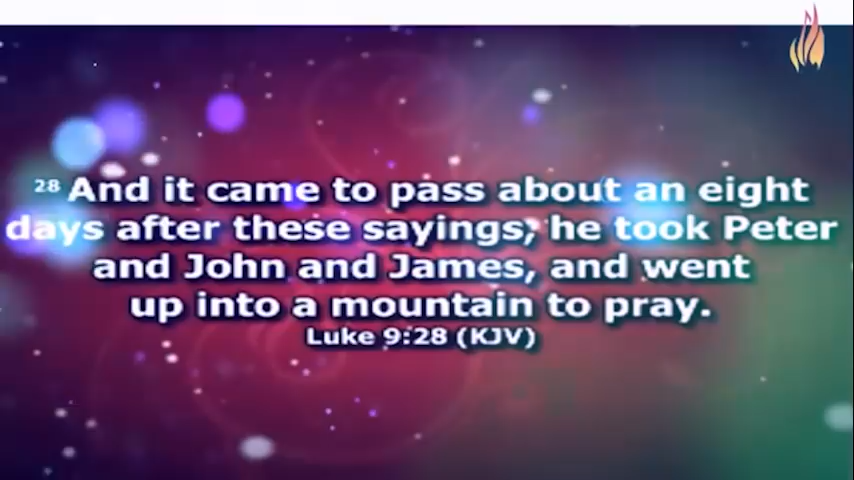 28 And it came to pass about an eight
days after these sayings, he took Peter
and John and James, and went
up into a mountain to pray.
Luke 9:28 (KJV)